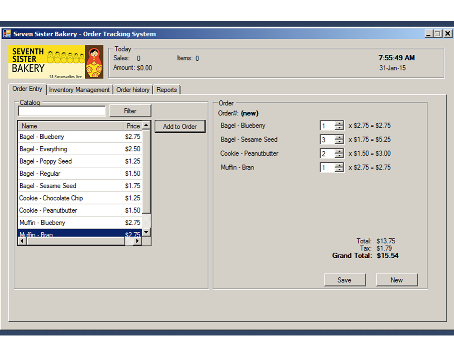 Seven Sister Bakery - Order Tracking System
SEVENTH
SISTER
BAKERY
Today
Sales: 0 Items: 0
Amount: $0.00
7:55:49 AM
31-Jan-15
Order Entry Inventory Management Order history Reports
Catalog
Filter
Name Price
Bagel - Blueberry $2.75
Bagel - Everything $2.50
Bagel - Poppy Seed $1.25
Bagel - Regular $1.50
Bagel - Sesame Seed $1.75
Cookie - Chocolate Chip $1.25
Cookie - Peanutbutter $1.50
Muffin - Blueberry $2.75
Muffin - Bran $2.75
Add to Order
Order
Order#: (new)
Bagel - Blueberry 1 x $2.75 = $2.75
Bagel - Sesame Seed 3 x $1.75 = $5.25
Cookie - Peanutbutter 2 x $1.50 = $3.00
Muffin - Bran 1 x $2.75 = $2.75
Total: $13.75
Tax: $1.79
Grand Total: $15.54
Save New